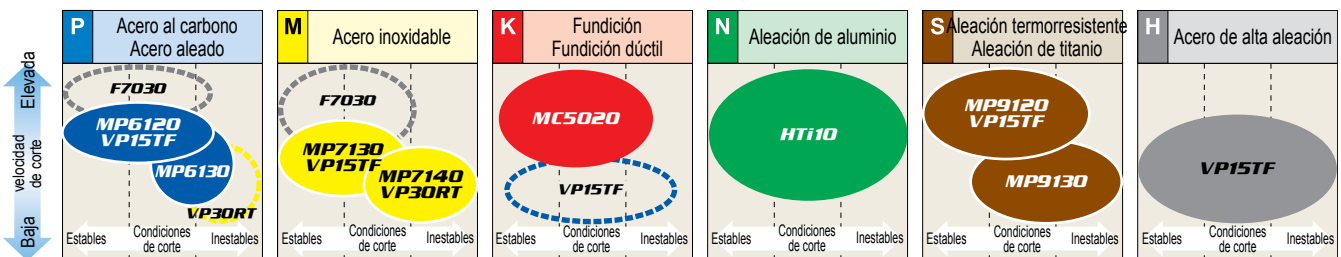 Elevada
velocidad
de corte
Baja
P
Acero al carbono
Acero aleado
F7030
MP6120
VP15TF
MP6130
VP30RT
Estables
Condiciones
de corte
Inestables
M
Acero inoxidable
F7030
MP7130
VP15TF
MP7140
VP30RT
Estables
Condiciones
de corte
Inestables
K
Fundición
Fundición dúctil
MC5020
VP15TF
Estables
Condiciones
de corte
Inestables
N
Aleación de aluminio
HTi10
Estables
Condiciones
de corte
Inestables
S
Aleación termorresistente
Aleación de titanio
MP9120
VP15TF
MP9130
Estables
Condiciones
de corte
Inestables
H
Acero de alta aleación
VP15TF
Estables
Condiciones
de corte
Inestables